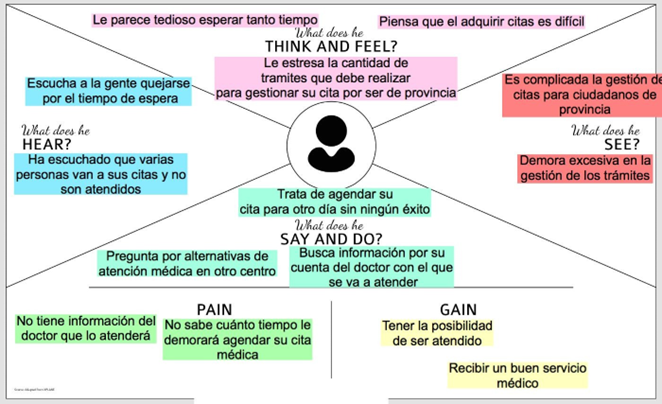 Le parece tedioso esperar tanto tiempo
Piensa que el adquirir citas es difícil
What does he
THINK AND FEEL?
Le estresa la cantidad de
tramites que debe realizar
para gestionar su cita por ser de provincia
Escucha a la gente quejarse
por el tiempo de espera
What does he
HEAR?
Ha escuchado que varias
personas van a sus citas y no
son atendidos
Es complicada la gestión de
citas para ciudadanos de
provincia
What does he
SEE?
Demora excesiva en la
gestión de los trámites
Trata de agendar su
cita para otro día sin ningún éxito
What does he
SAY AND DO?
Pregunta por alternativas de
atención médica en otro centro
Busca información por su
cuenta del doctor con el que
se va a atender
PAIN
No tiene información del
doctor que lo atenderá
No sabe cuánto tiempo le
demorará agendar su cita
médica
GAIN
Tener la posibilidad
de ser atendido
Recibir un buen servicio
médico